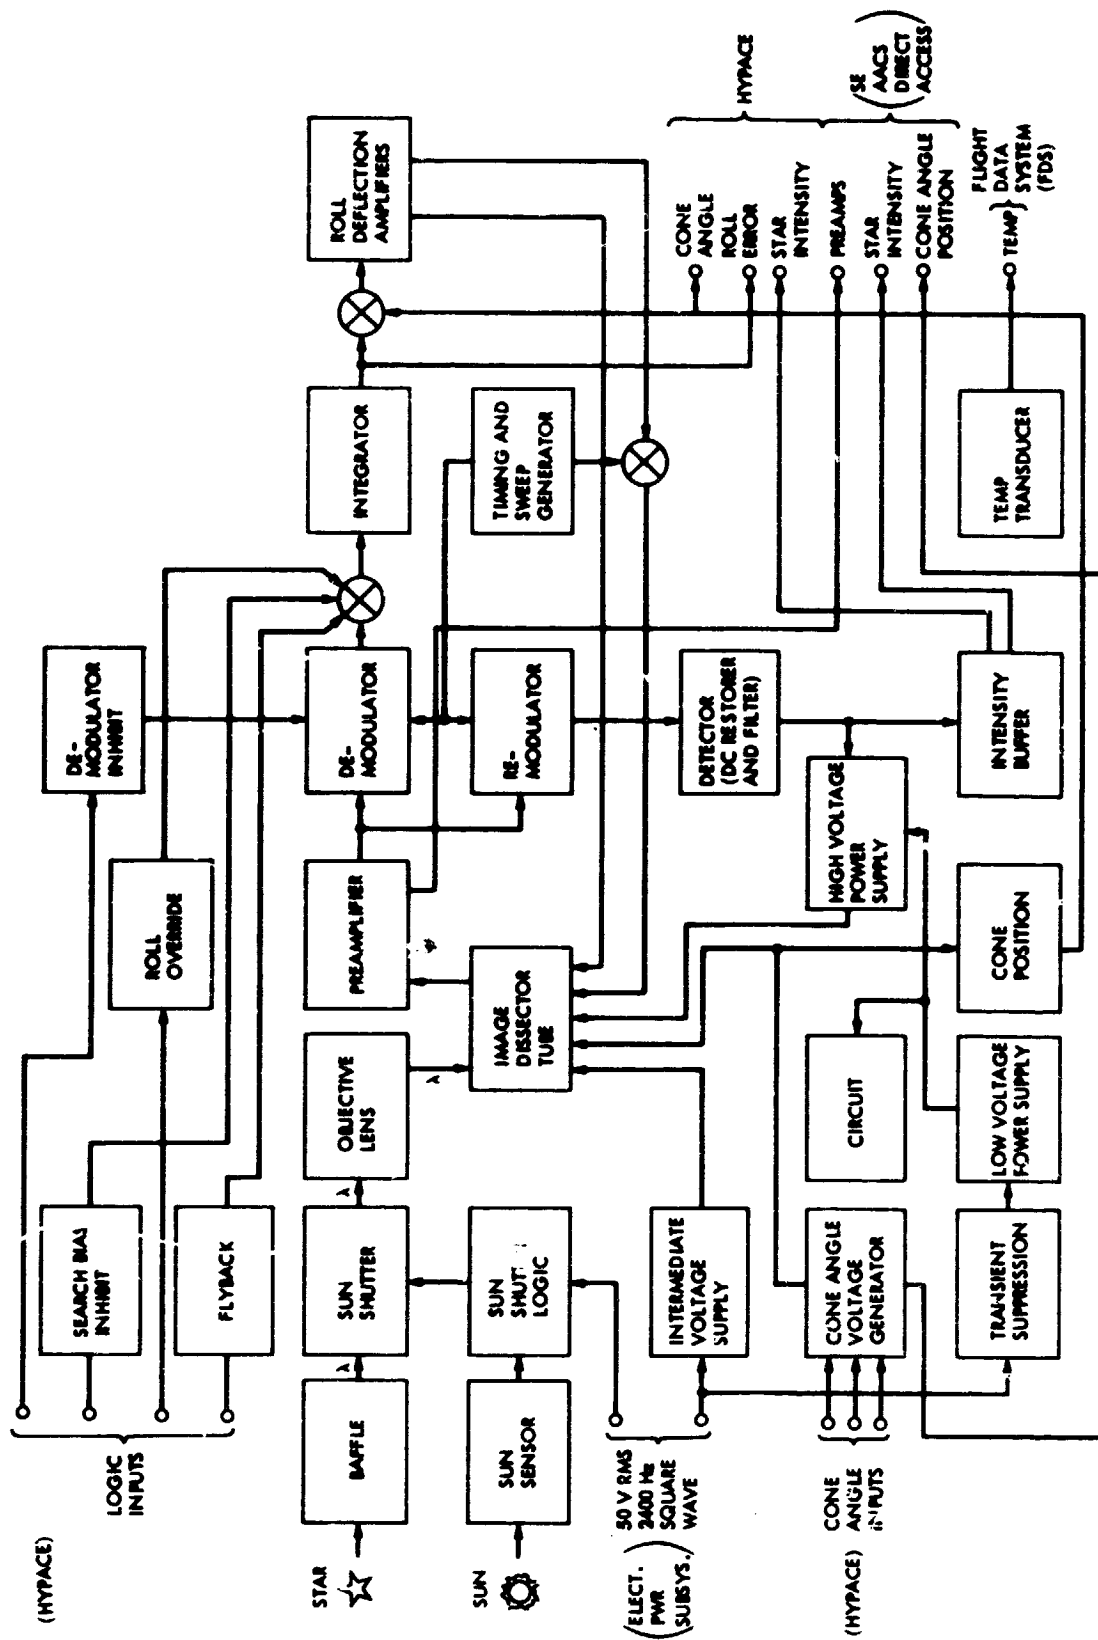 (HYPACE)
LOGIC
INPUTS
SEARCH BIAS
INHIBIT
FLYBACK
ROLL
OVERRIDE
DE-
MODULATOR
INHIBIT
STAR
BAFFLE
SUN
SHUTTER
OBJECTIVE
LENS
PREAMPLIFIER
DE-
MODULATOR
INTEGRATOR
ROLL
DEFLECTION
AMPLIFIERS
λ
λ
λ
SUN
SUN
SENSOR
SUN
LOGIC
IMAGE
DISSECTOR
TUBE
RE-
MODULATOR
TIMING AND
SWEEP
GENERATOR
(ELECT.
PWR
SUBSYS.)
50 V RMS
2400 Hz
SQUARE
WAVE
INTERMEDIATE
VOLTAGE
SUPPLY
DETECTOR
(DC RESTORER
AND FILTER)
(HYPACE)
CONE
ANGLE
INPUTS
CONE ANGLE
VOLTAGE
GENERATOR
CIRCUIT
HIGH VOLTAGE
POWER
SUPPLY
TRANSIENT
SUPPRESSION
LOW VOLTAGE
POWER SUPPLY
CONE
POSITION
INTENSITY
BUFFER
TEMP
TRANSDUCER
CONE
ANGLE
ROLL
ERROR
STAR
INTENSITY
PREAMPS
STAR
INTENSITY
CONE ANGLE
POSITION
TEMP
HYPACE
(SE
AACS
DIRECT
ACCESS)
FLIGHT
DATA
SYSTEM
(FDS)